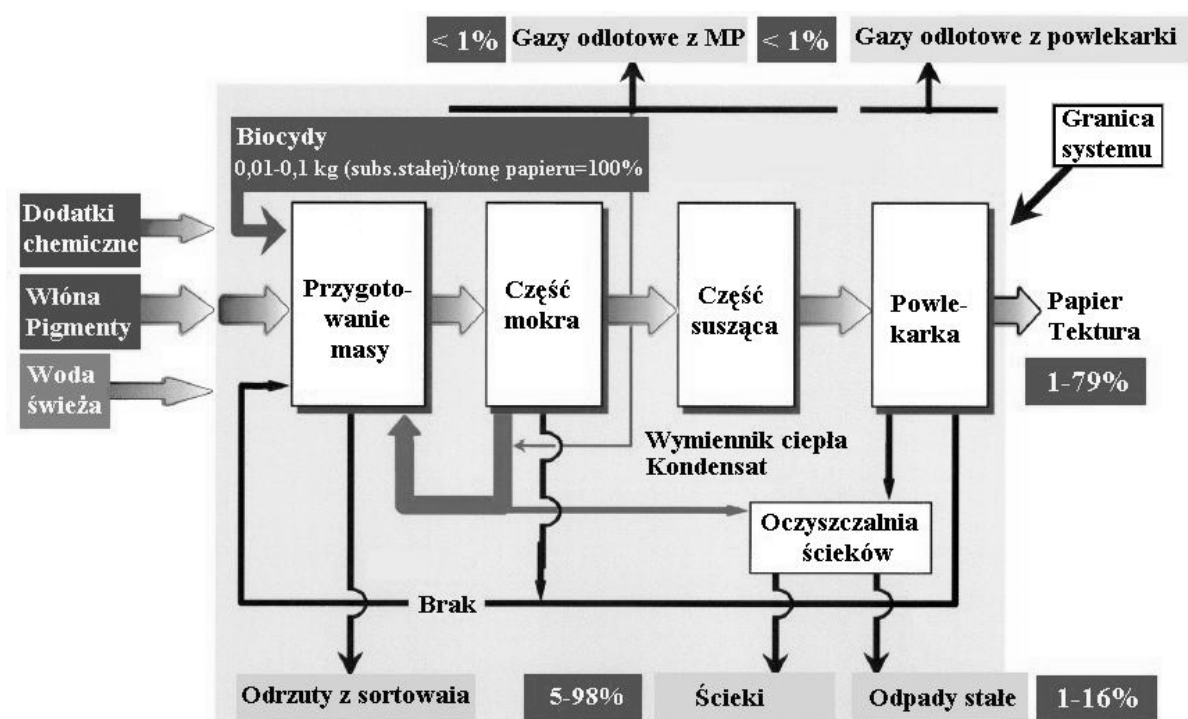 < 1%
Gazy odlotowe z MP
< 1%
Gazy odlotowe z powlekarki
Biocydy
0,01-0,1 kg (subs.stałej)/tonę papieru=100%
Granica
systemu
Dodatki
chemiczne
Włóna
Pigmenty
Woda
świeża
Przygoto-
wanie
masy
Część
mokra
Część
susząca
Powle-
karka
Papier
Tektura
1-79%
Wymiennik ciepła
Kondensat
Oczyszczalnia
ścieków
Brak
Odrzuty z sortowaia
5-98%
Ścieki
Odpady stałe
1-16%